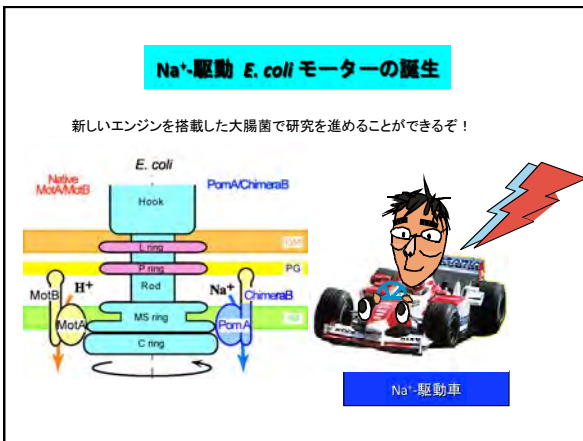 Na⁺-駆動 E. coli モーターの誕生
新しいエンジンを搭載した大腸菌で研究を進めることができるぞ！
E. coli
Native
MotA/MotB
PomA/ChimeraB
Hook
OM
L ring
P ring
PG
Rod
MotB
H⁺
Na⁺
ChimeraB
MotA
MS ring
PomA
IM
C ring
Na⁺-駆動車